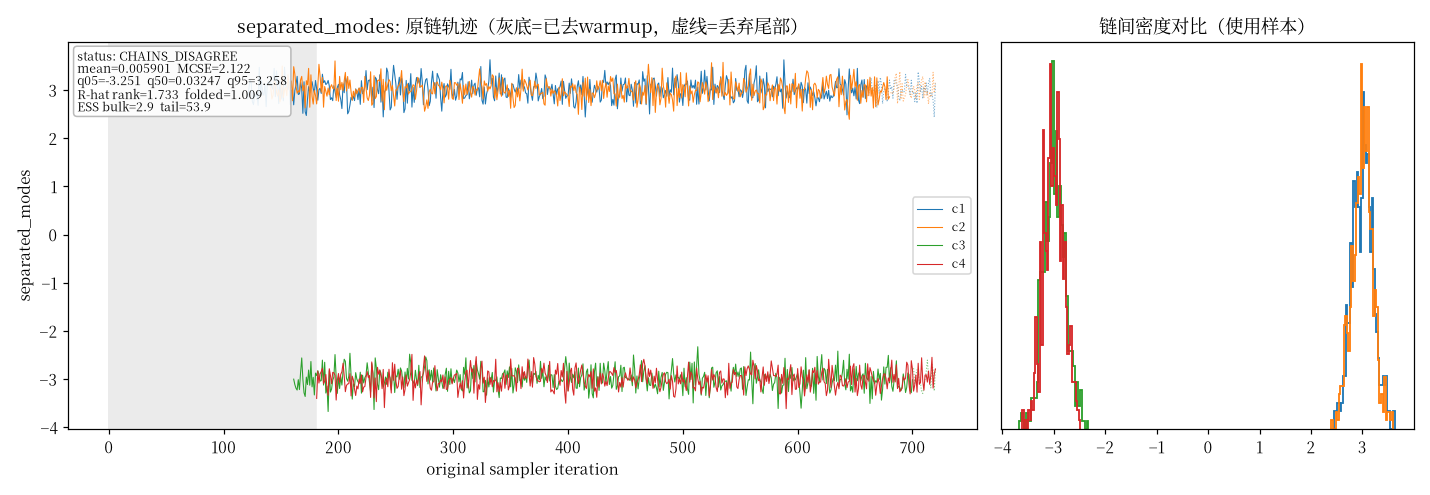 separated_modes: 原链轨迹（灰底=已去warmup，虚线=丢弃尾部）
status: CHAINS_DISAGREE
mean=0.005901 MCSE=2.122
q05=-3.251 q50=0.03247 q95=3.258
R-hat rank=1.733 folded=1.009
ESS bulk=2.9 tail=53.9
separated_modes
3
2
1
0
−1
−2
−3
−4
c1
c2
c3
c4
0 100 200 300 400 500 600 700
original sampler iteration
链间密度对比（使用样本）
−4 −3 −2 −1 0 1 2 3